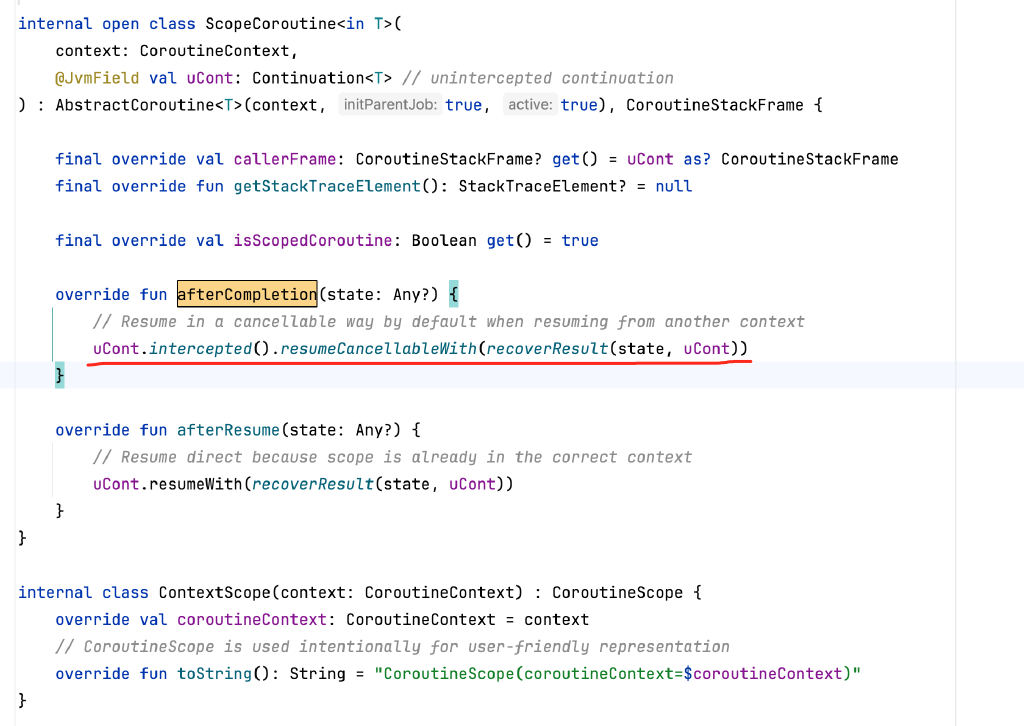 internal open class ScopeCoroutine<in T>(
    context: CoroutineContext,
    @JvmField val uCont: Continuation<T> // unintercepted continuation
) : AbstractCoroutine<T>(context, initParentJob: true, active: true), CoroutineStackFrame {
    final override val callerFrame: CoroutineStackFrame? get() = uCont as? CoroutineStackFrame
    final override fun getStackTraceElement(): StackTraceElement? = null
    final override val isScopedCoroutine: Boolean get() = true
    override fun afterCompletion(state: Any?) {
        // Resume in a cancellable way by default when resuming from another context
        uCont.intercepted().resumeCancellableWith(recoverResult(state, uCont))
    }
    override fun afterResume(state: Any?) {
        // Resume direct because scope is already in the correct context
        uCont.resumeWith(recoverResult(state, uCont))
    }
}
internal class ContextScope(context: CoroutineContext) : CoroutineScope {
    override val coroutineContext: CoroutineContext = context
    // CoroutineScope is used intentionally for user-friendly representation
    override fun toString(): String = "CoroutineScope(coroutineContext=$coroutineContext)"
}